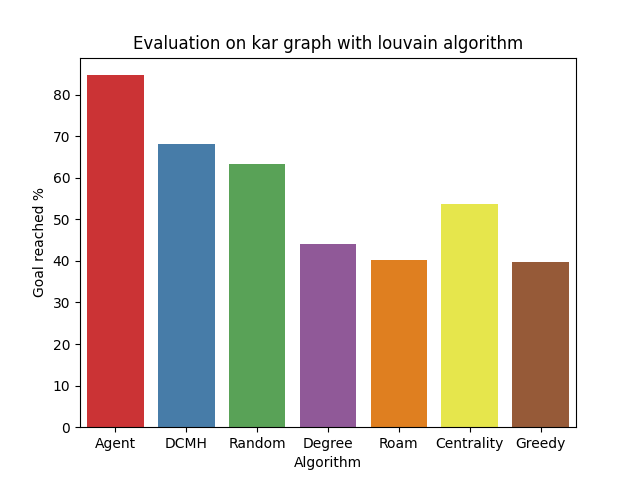 Evaluation on kar graph with louvain algorithm
Goal reached %
80
70
60
50
40
30
20
10
0
Agent DCMH Random Degree Roam Centrality Greedy
Algorithm